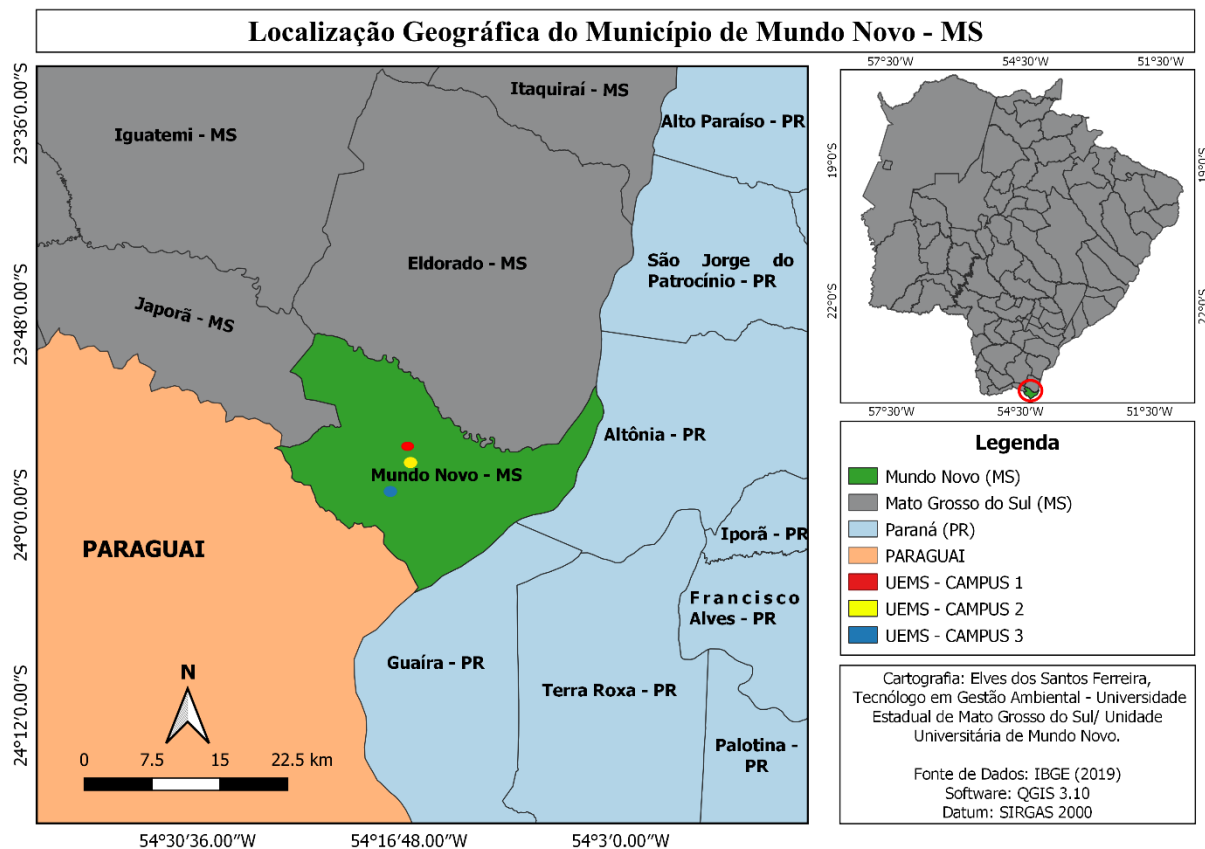 Localização Geográfica do Município de Mundo Novo - MS
23°36'0.00"S
23°48'0.00"S
24°0'0.00"S
24°12'0.00"S
Itaquiraí - MS
Alto Paraíso - PR
Iguatemi - MS
São Jorge do
Patrocínio - PR
Eldorado - MS
Japorã - MS
Altônia - PR
Mundo Novo - MS
Iporã - PR
PARAGUAI
Francisco
Alves - PR
Guaíra - PR
Terra Roxa - PR
Palotina -
PR
N
0 7.5 15 22.5 km
54°30'36.00"W 54°16'48.00"W 54°3'0.00"W
57°30'W 54°30'W 51°30'W
19°0'S 19°0'S
22°0'S 22°0'S
57°30'W 54°30'W 51°30'W
Legenda
Mundo Novo (MS)
Mato Grosso do Sul (MS)
Paraná (PR)
PARAGUAI
UEMS - CAMPUS 1
UEMS - CAMPUS 2
UEMS - CAMPUS 3
Cartografia: Elves dos Santos Ferreira,
Tecnólogo em Gestão Ambiental - Universidade
Estadual de Mato Grosso do Sul/ Unidade
Universitária de Mundo Novo.
Fonte de Dados: IBGE (2019)
Software: QGIS 3.10
Datum: SIRGAS 2000